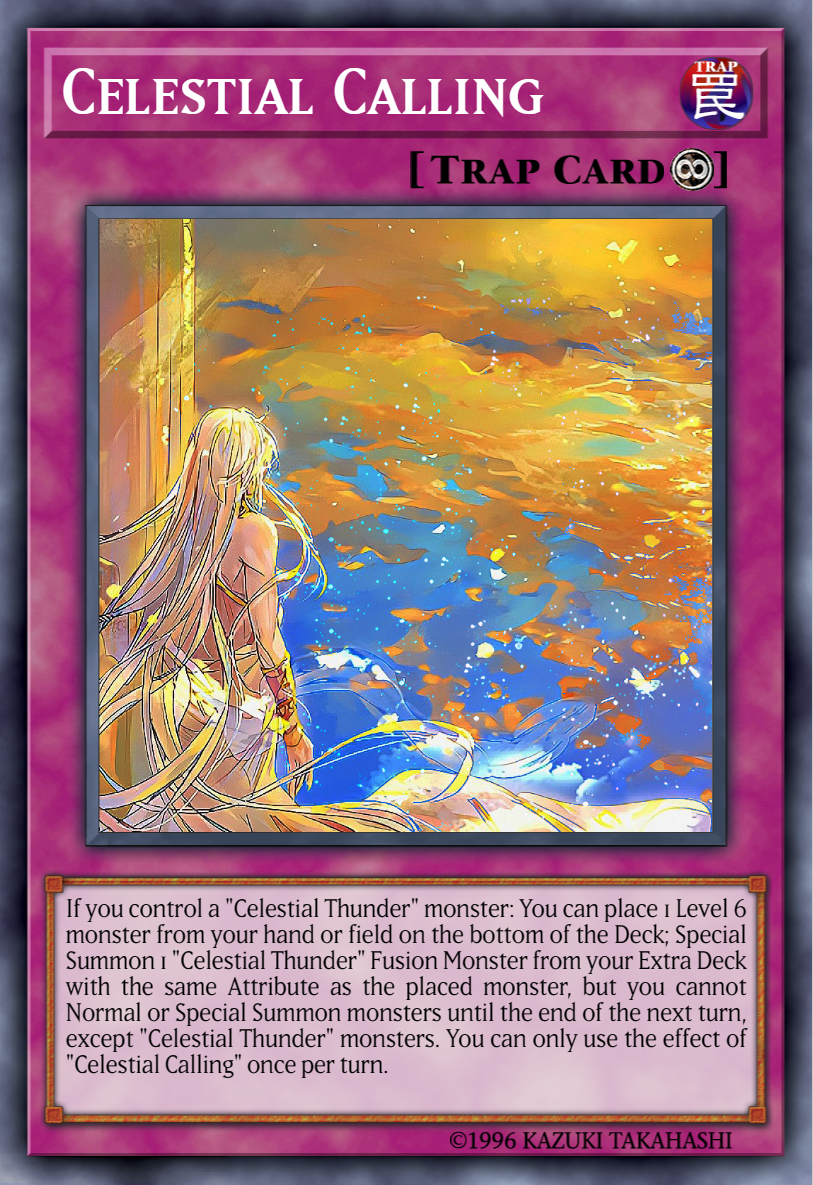 Celestial Calling
TRAP
罠
[ Trap Card ]
If you control a "Celestial Thunder" monster: You can place 1 Level 6
monster from your hand or field on the bottom of the Deck; Special
Summon 1 "Celestial Thunder" Fusion Monster from your Extra Deck
with the same Attribute as the placed monster, but you cannot
Normal or Special Summon monsters until the end of the next turn,
except "Celestial Thunder" monsters. You can only use the effect of
"Celestial Calling" once per turn.
©1996 KAZUKI TAKAHASHI